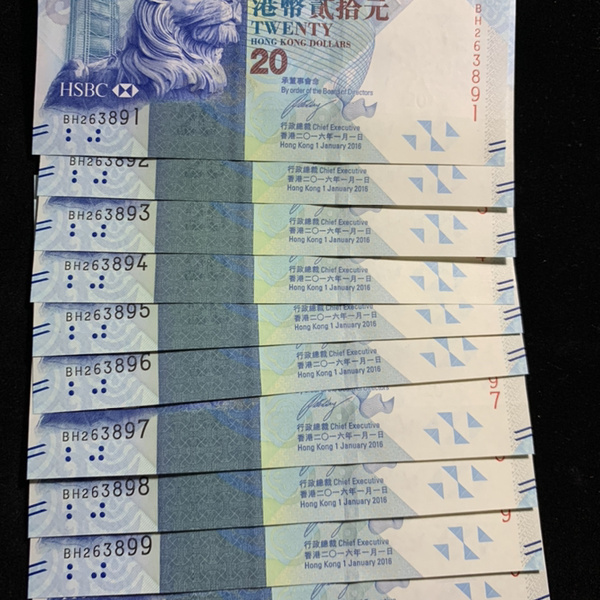 港幣貳拾元
TWENTY
HONG KONG DOLLARS
20
承董事會命
By order of the Board of Directors
HSBC
BH263891
BH263891
行政總裁 Chief Executive
香港二〇一六年一月一日
Hong Kong 1 January 2016
BH263892
行政總裁 Chief Executive
香港二〇一六年一月一日
Hong Kong 1 January 2016
BH263893
行政總裁 Chief Executive
香港二〇一六年一月一日
Hong Kong 1 January 2016
BH263894
行政總裁 Chief Executive
香港二〇一六年一月一日
Hong Kong 1 January 2016
BH263895
行政總裁 Chief Executive
香港二〇一六年一月一日
Hong Kong 1 January 2016
BH263896
行政總裁 Chief Executive
香港二〇一六年一月一日
Hong Kong 1 January 2016
97
BH263897
行政總裁 Chief Executive
香港二〇一六年一月一日
Hong Kong 1 January 2016
BH263898
行政總裁 Chief Executive
香港二〇一六年一月一日
Hong Kong 1 January 2016
9
BH263899
行政總裁 Chief Executive
香港二〇一六年一月一日
Hong Kong 1 January 2016